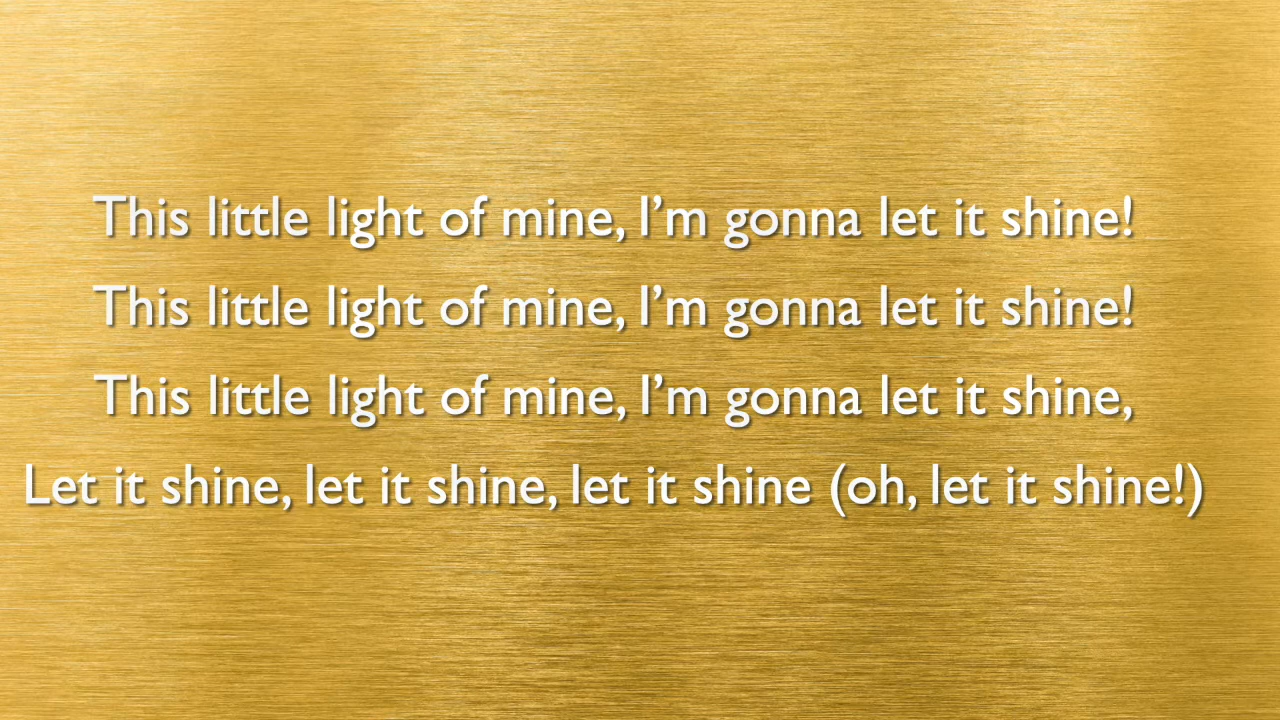 This little light of mine, I’m gonna let it shine!
This little light of mine, I’m gonna let it shine!
This little light of mine, I’m gonna let it shine,
Let it shine, let it shine, let it shine (oh, let it shine!)